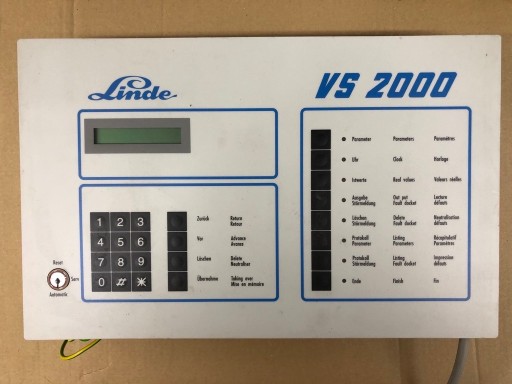 Linde
VS 2000
Parameter Parameters Paramètres
Uhr Clock Horloge
Istwerte Real values Valeurs réelles
Ausgabe Störmeldung Out put Fault docket Lecture défauts
Löschen Störmeldung Delete Fault docket Neutralisation défauts
Protokoll Parameter Listing Parameter Récapitulatif Paramètres
Protokoll Störmeldung Listing Fault docket Impression défauts
Ende Finish Fin
1 2 3
4 5 6
7 8 9
0 # *
Zurück Return Retour
Vor Advance Avance
Löschen Delete Neutraliser
Übernahme Taking over Mise en mémoire
Reset
Serv
Automatik